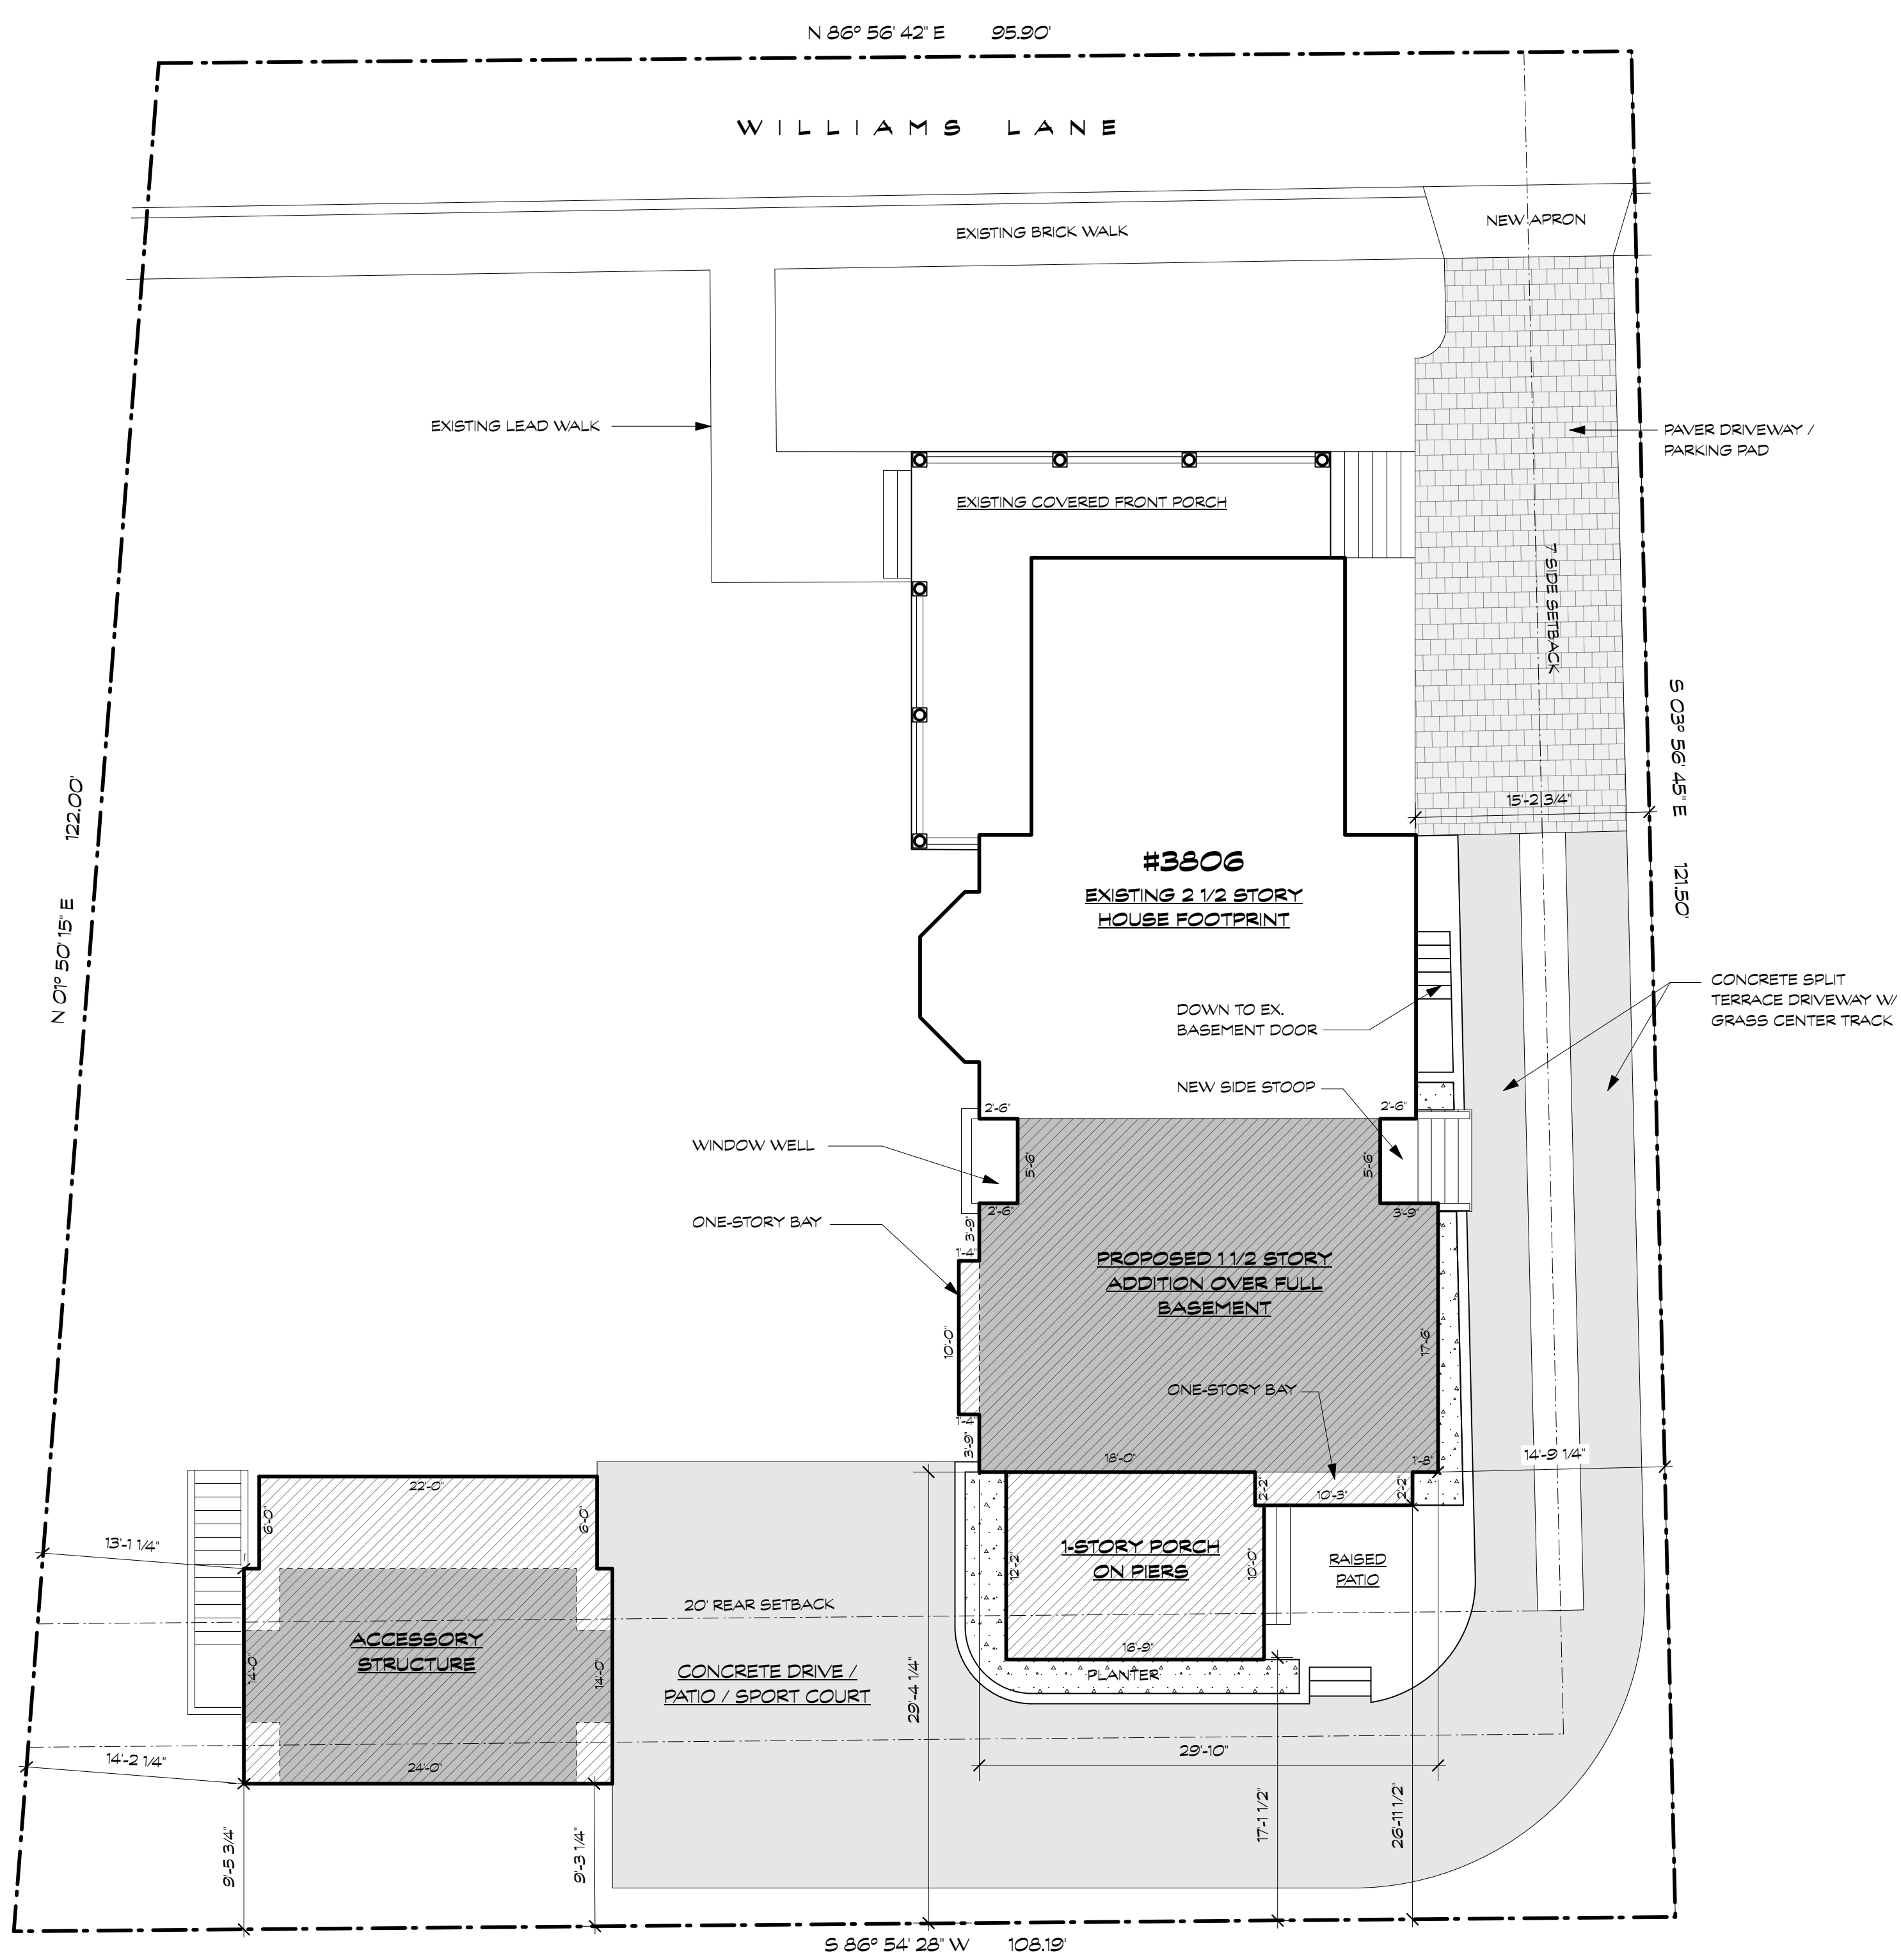 N 86° 56' 42" E 95.90'
WILLIAMS LANE
NEW APRON
EXISTING BRICK WALK
EXISTING LEAD WALK
PAVER DRIVEWAY /
PARKING PAD
EXISTING COVERED FRONT PORCH
7' SIDE SETBACK
S 03° 56' 45" E 121.50'
N 01° 50' 15" E 122.00'
15'-2 3/4"
#3806
EXISTING 2 1/2 STORY
HOUSE FOOTPRINT
CONCRETE SPLIT
TERRACE DRIVEWAY W/
GRASS CENTER TRACK
DOWN TO EX.
BASEMENT DOOR
NEW SIDE STOOP
2'-6"
2'-6"
WINDOW WELL
5'-6"
5'-6"
2'-6"
3'-9"
ONE-STORY BAY
3'-9"
1'-4"
PROPOSED 1 1/2 STORY
ADDITION OVER FULL
BASEMENT
10'-0"
17'-6"
ONE-STORY BAY
1'-4"
3'-9"
18'-0"
1'-8"
14'-9 1/4"
22'-0"
2'-2"
10'-3"
2'-2"
6'-0"
6'-0"
13'-1 1/4"
1-STORY PORCH
ON PIERS
12'-2"
10'-0"
RAISED
PATIO
20' REAR SETBACK
ACCESSORY
STRUCTURE
14'-0"
14'-0"
CONCRETE DRIVE /
PATIO / SPORT COURT
16'-9"
PLANTER
29'-4 1/4"
29'-10"
14'-2 1/4"
24'-0"
17'-1 1/2"
26'-11 1/2"
9'-5 3/4"
9'-3 1/4"
S 86° 54' 28" W 108.19'